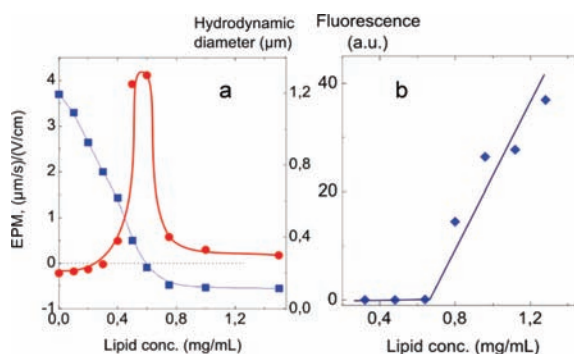 Hydrodynamic
diameter (µm)
Fluorescence
(a.u.)
a
b
EPM, (µm/s)/(V/cm)
4
3
2
1
0
-1
1,2
0,8
0,4
0,0
40
20
0
0,0 0,4 0,8 1,2
0,4 0,8 1,2
Lipid conc. (mg/mL)
Lipid conc. (mg/mL)